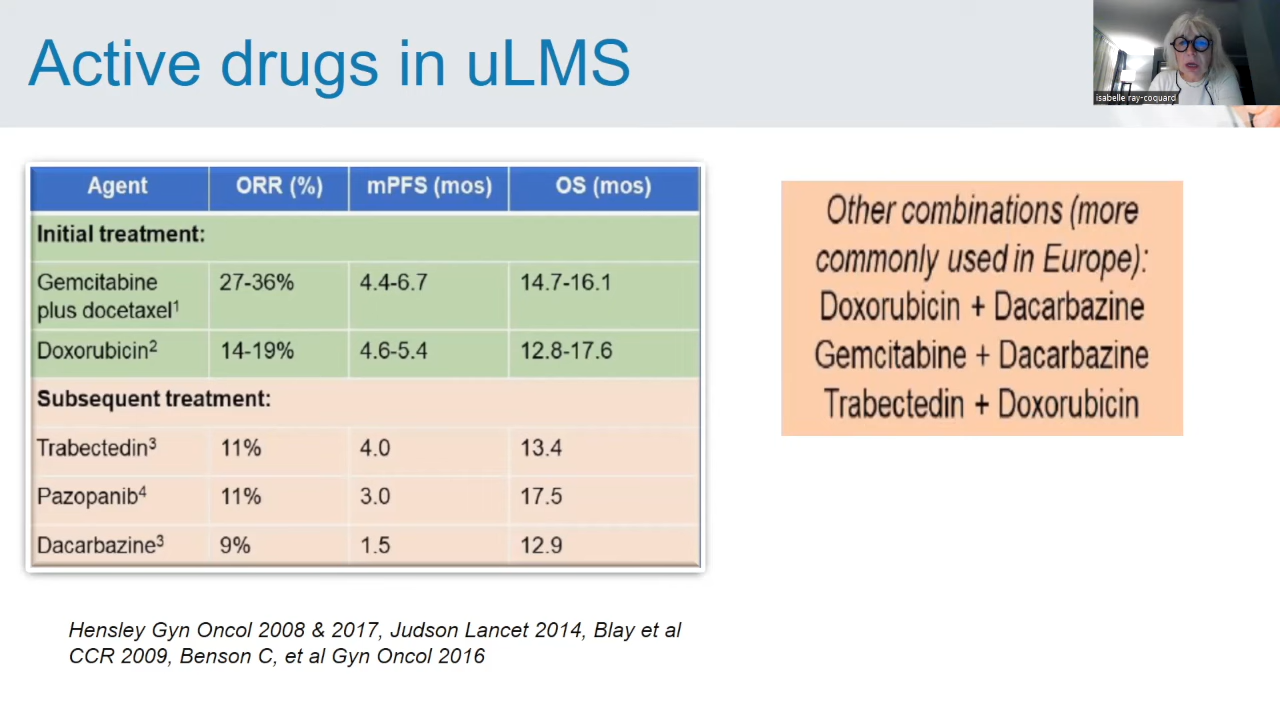 Active drugs in uLMS
isabelle ray-coquard
Agent ORR (%) mPFS (mos) OS (mos)
Initial treatment:
Gemcitabine
plus docetaxel¹ 27-36% 4.4-6.7 14.7-16.1
Doxorubicin² 14-19% 4.6-5.4 12.8-17.6
Subsequent treatment:
Trabectedin³ 11% 4.0 13.4
Pazopanib⁴ 11% 3.0 17.5
Dacarbazine³ 9% 1.5 12.9
Other combinations (more
commonly used in Europe):
Doxorubicin + Dacarbazine
Gemcitabine + Dacarbazine
Trabectedin + Doxorubicin
Hensley Gyn Oncol 2008 & 2017, Judson Lancet 2014, Blay et al
CCR 2009, Benson C, et al Gyn Oncol 2016